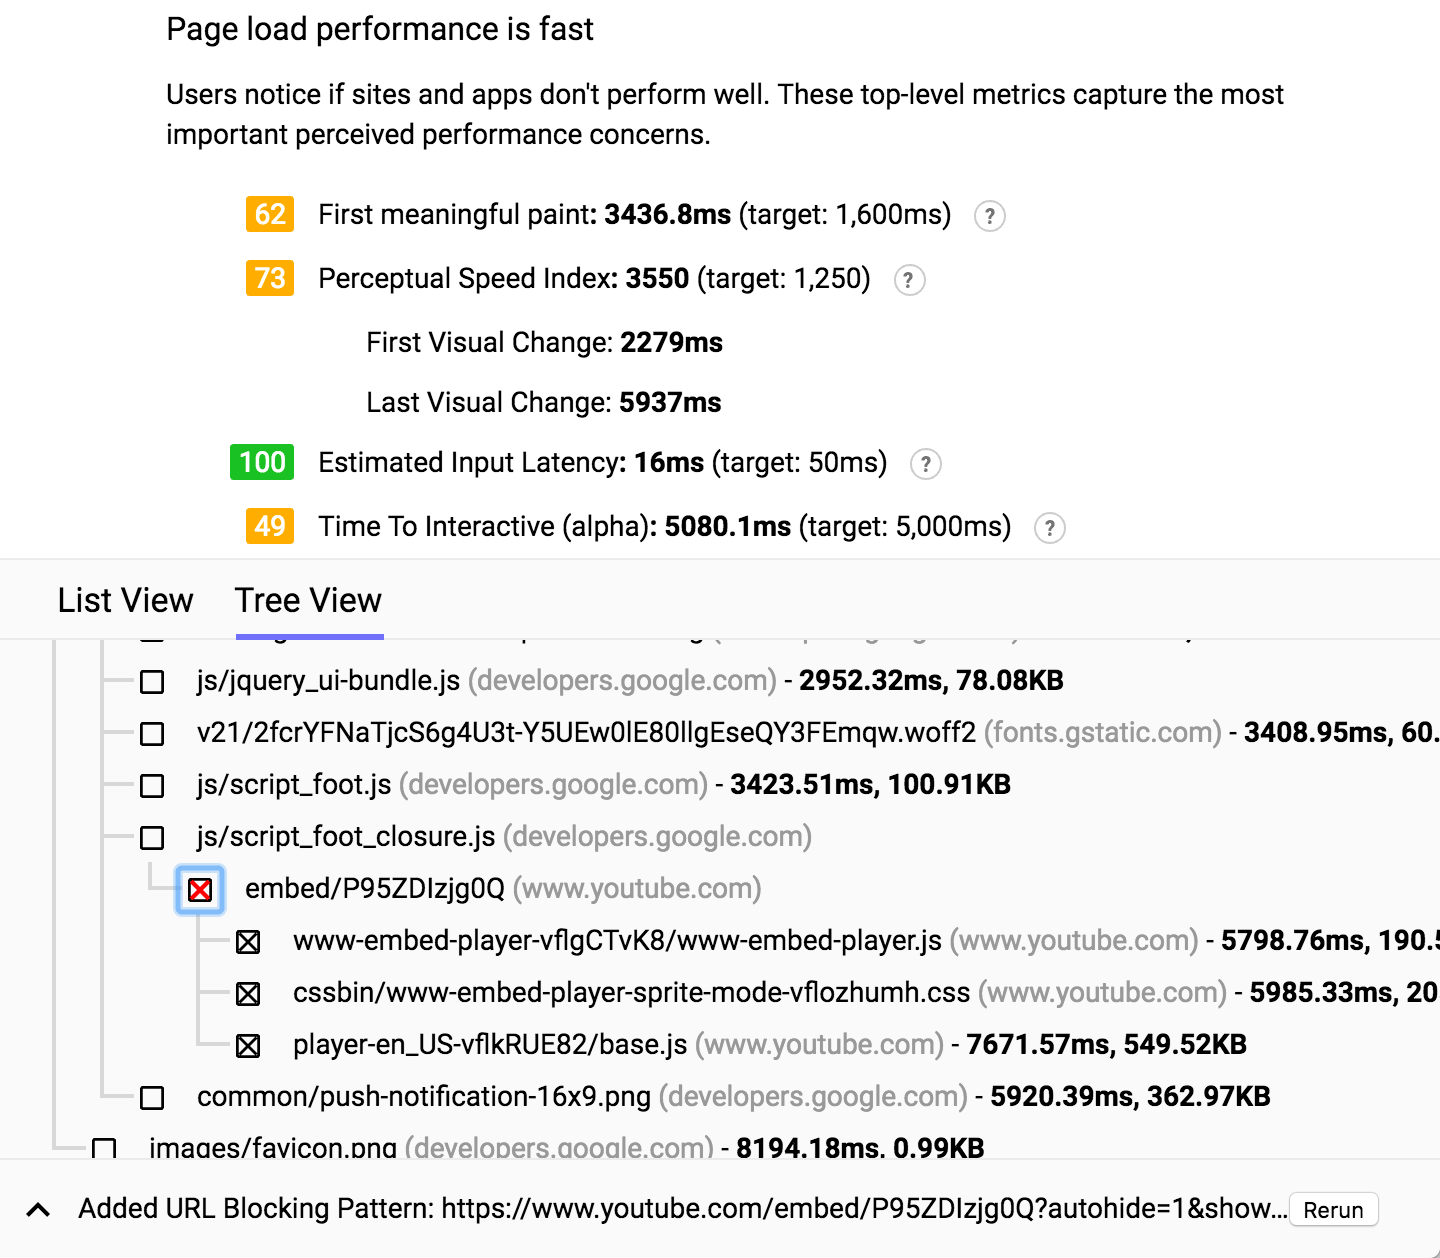 Page load performance is fast
Users notice if sites and apps don't perform well. These top-level metrics capture the most
important perceived performance concerns.
62 First meaningful paint: 3436.8ms (target: 1,600ms) ?
73 Perceptual Speed Index: 3550 (target: 1,250) ?
First Visual Change: 2279ms
Last Visual Change: 5937ms
100 Estimated Input Latency: 16ms (target: 50ms) ?
49 Time To Interactive (alpha): 5080.1ms (target: 5,000ms) ?
List View Tree View
js/jquery_ui-bundle.js (developers.google.com) - 2952.32ms, 78.08KB
v21/2fcrYFNaTjcS6g4U3t-Y5UEw0lE80llgEseQY3FEmqw.woff2 (fonts.gstatic.com) - 3408.95ms, 60.
js/script_foot.js (developers.google.com) - 3423.51ms, 100.91KB
js/script_foot_closure.js (developers.google.com)
embed/P95ZDIzjg0Q (www.youtube.com)
www-embed-player-vflgCTvK8/www-embed-player.js (www.youtube.com) - 5798.76ms, 190.5
cssbin/www-embed-player-sprite-mode-vflozhumh.css (www.youtube.com) - 5985.33ms, 20
player-en_US-vflkRUE82/base.js (www.youtube.com) - 7671.57ms, 549.52KB
common/push-notification-16x9.png (developers.google.com) - 5920.39ms, 362.97KB
images/favicon.png (developers.google.com) - 8194.18ms, 0.99KB
Added URL Blocking Pattern: https://www.youtube.com/embed/P95ZDIzjg0Q?autohide=1&show... Rerun